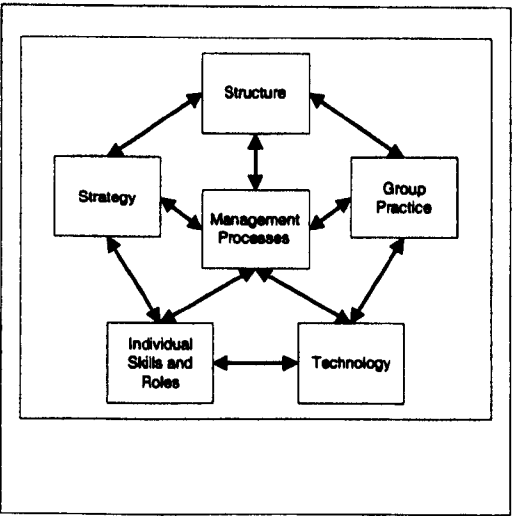 Structure
Strategy
Group
Practice
Management
Processes
Individual
Skills and
Roles
Technology